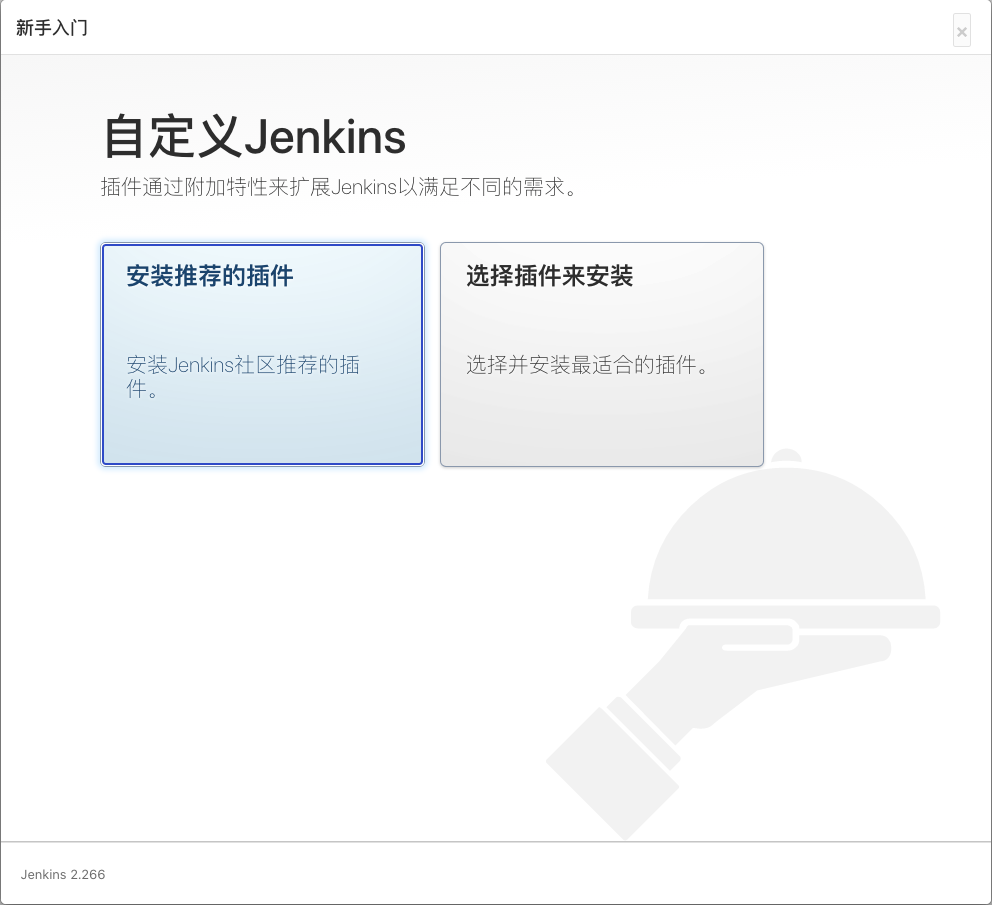 新手入门
×
自定义Jenkins
插件通过附加特性来扩展Jenkins以满足不同的需求。
安装推荐的插件
安装Jenkins社区推荐的插
件。
选择插件来安装
选择并安装最适合的插件。
Jenkins 2.266